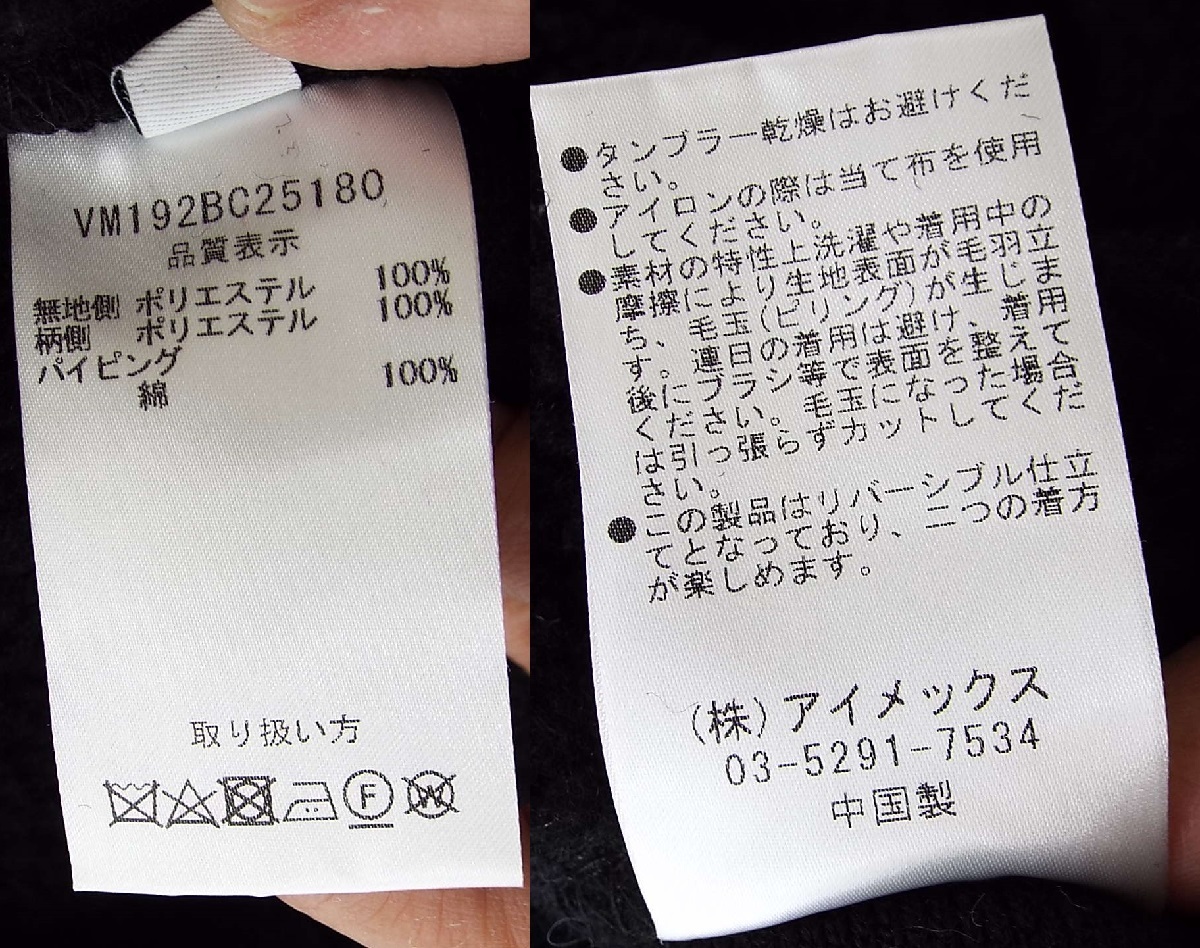 VM192BC25180
品質表示
無地側 ポリエステル 100%
柄側 ポリエステル 100%
パイピング
綿 100%
取り扱い方
F
W
●タンブラー乾燥はお避けくだ
さい。
●アイロンの際は当て布を使用
してください。
●素材の特性上洗濯や着用中の
摩擦により生地表面が毛羽立
ち、毛玉(ピリング)が生じま
す。連日の着用は避け、着用
後にブラシ等で表面を整えて
ください。毛玉になった場合
は引っ張らずカットしてくだ
さい。
●この製品はリバーシブル仕立
てとなっており、二つの着方
が楽しめます。
(株)アイメックス
03-5291-7534
中国製